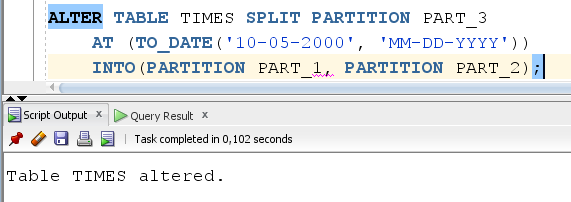 ALTER TABLE TIMES SPLIT PARTITION PART_3
AT (TO_DATE('10-05-2000', 'MM-DD-YYYY'))
INTO(PARTITION PART_1, PARTITION PART_2);
Script Output x Query Result x
Task completed in 0,102 seconds
Table TIMES altered.